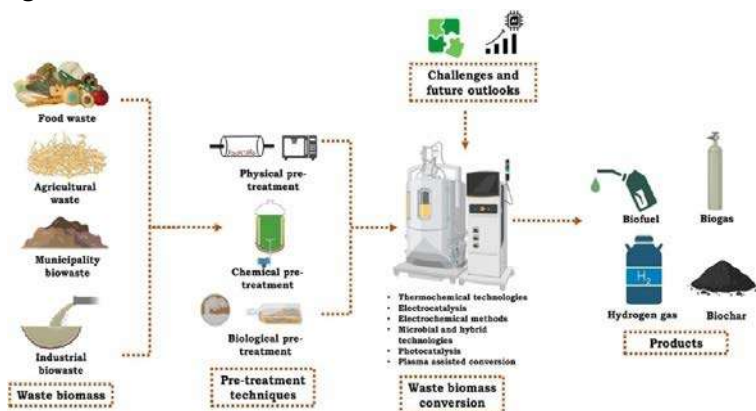 Food waste
Agricultural
waste
Municipality
biowaste
Industrial
biowaste
Waste biomass
Physical pre-
treatment
Chemical pre-
treatment
Biological pre-
treatment
Pre-treatment
techniques
Challenges and
future outlooks
• Thermochemical technologies
• Electrocatalysis
• Electrochemical methods
• Microbial and hybrid
technologies
• Photocatalysis
• Plasma assisted conversion
Waste biomass
conversion
Biofuel
Biogas
H₂
Hydrogen gas
Biochar
Products